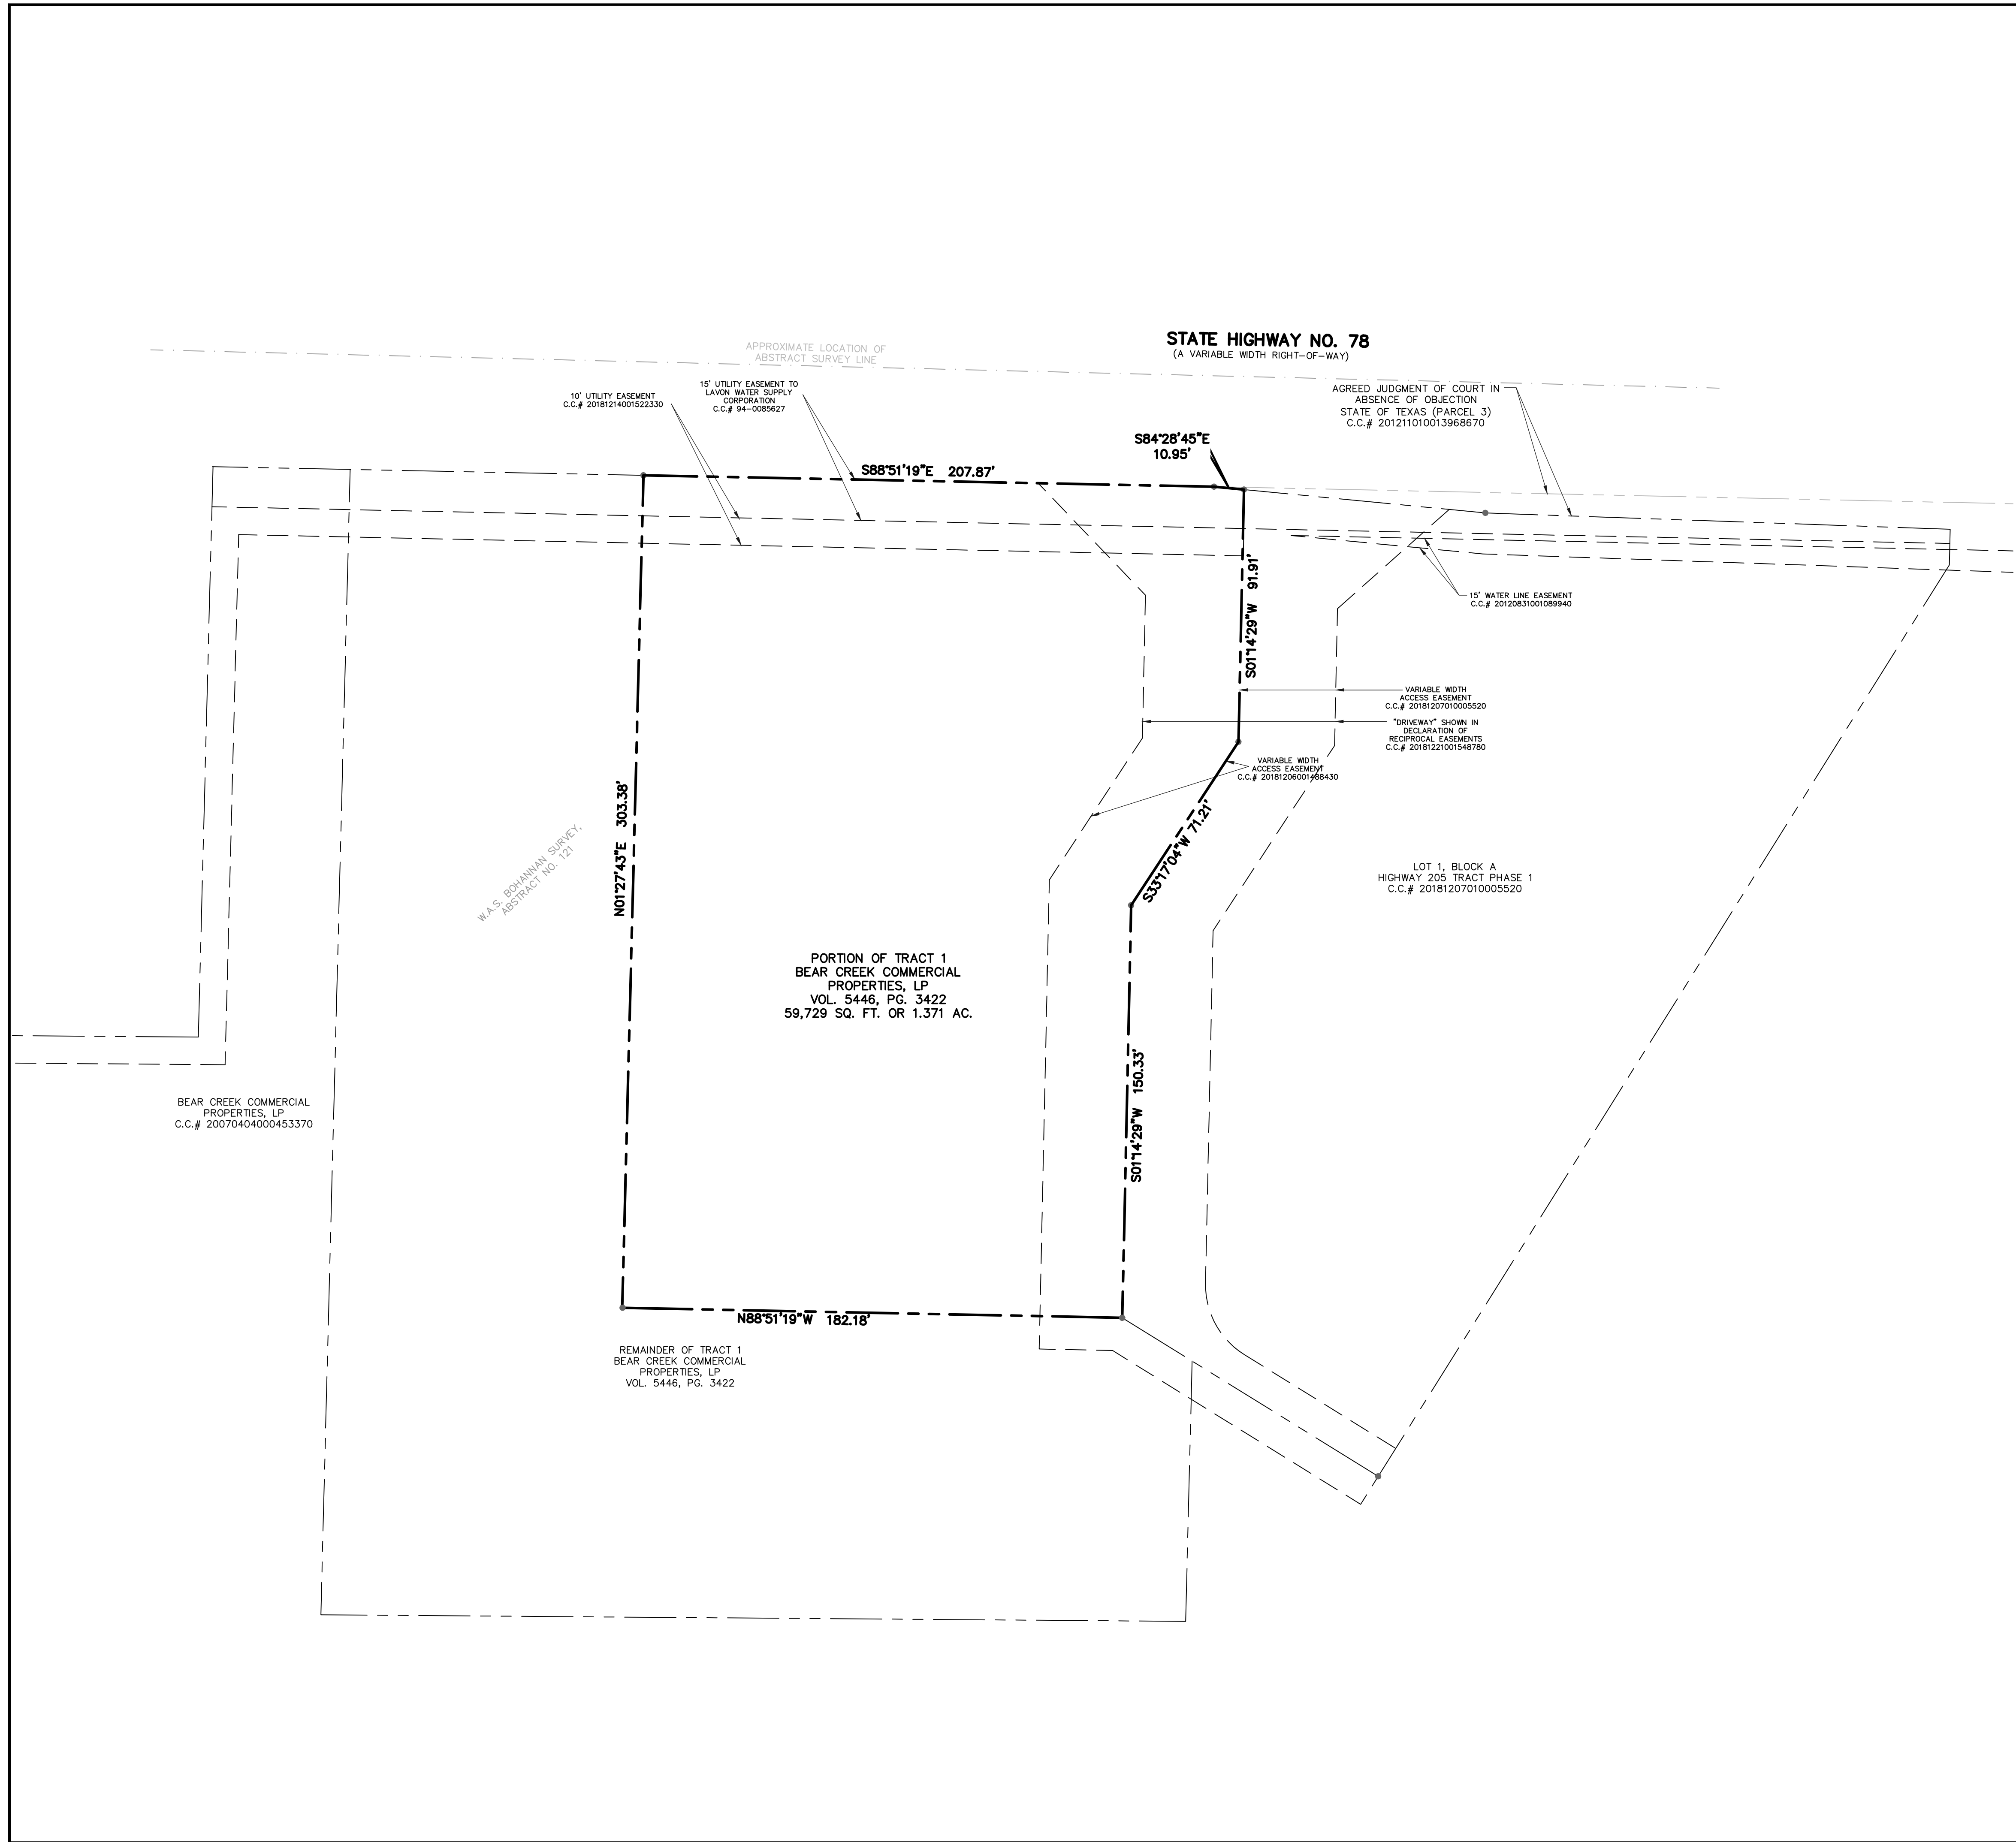 STATE HIGHWAY NO. 78
(A VARIABLE WIDTH RIGHT-OF-WAY)
APPROXIMATE LOCATION OF
ABSTRACT SURVEY LINE
10' UTILITY EASEMENT
C.C.# 20181214001522330
15' UTILITY EASEMENT TO
LAVON WATER SUPPLY
CORPORATION
C.C.# 94-0085627
AGREED JUDGMENT OF COURT IN
ABSENCE OF OBJECTION
STATE OF TEXAS (PARCEL 3)
C.C.# 201211010013968670
S84°28'45"E
10.95'
S88°51'19"E 207.87'
S01°14'29"W 91.91'
15' WATER LINE EASEMENT
C.C.# 20120831001089940
VARIABLE WIDTH
ACCESS EASEMENT
C.C.# 20181207010005520
"DRIVEWAY" SHOWN IN
DECLARATION OF
RECIPROCAL EASEMENTS
C.C.# 20181221001548780
VARIABLE WIDTH
ACCESS EASEMENT
C.C.# 20181206001488430
S33°17'04"W 71.21'
N01°27'43"E 303.38'
W.A.S. BOHANNAN SURVEY,
ABSTRACT NO. 121
LOT 1, BLOCK A
HIGHWAY 205 TRACT PHASE 1
C.C.# 20181207010005520
PORTION OF TRACT 1
BEAR CREEK COMMERCIAL
PROPERTIES, LP
VOL. 5446, PG. 3422
59,729 SQ. FT. OR 1.371 AC.
S01°14'29"W 150.33'
BEAR CREEK COMMERCIAL
PROPERTIES, LP
C.C.# 20070404000453370
N88°51'19"W 182.18'
REMAINDER OF TRACT 1
BEAR CREEK COMMERCIAL
PROPERTIES, LP
VOL. 5446, PG. 3422